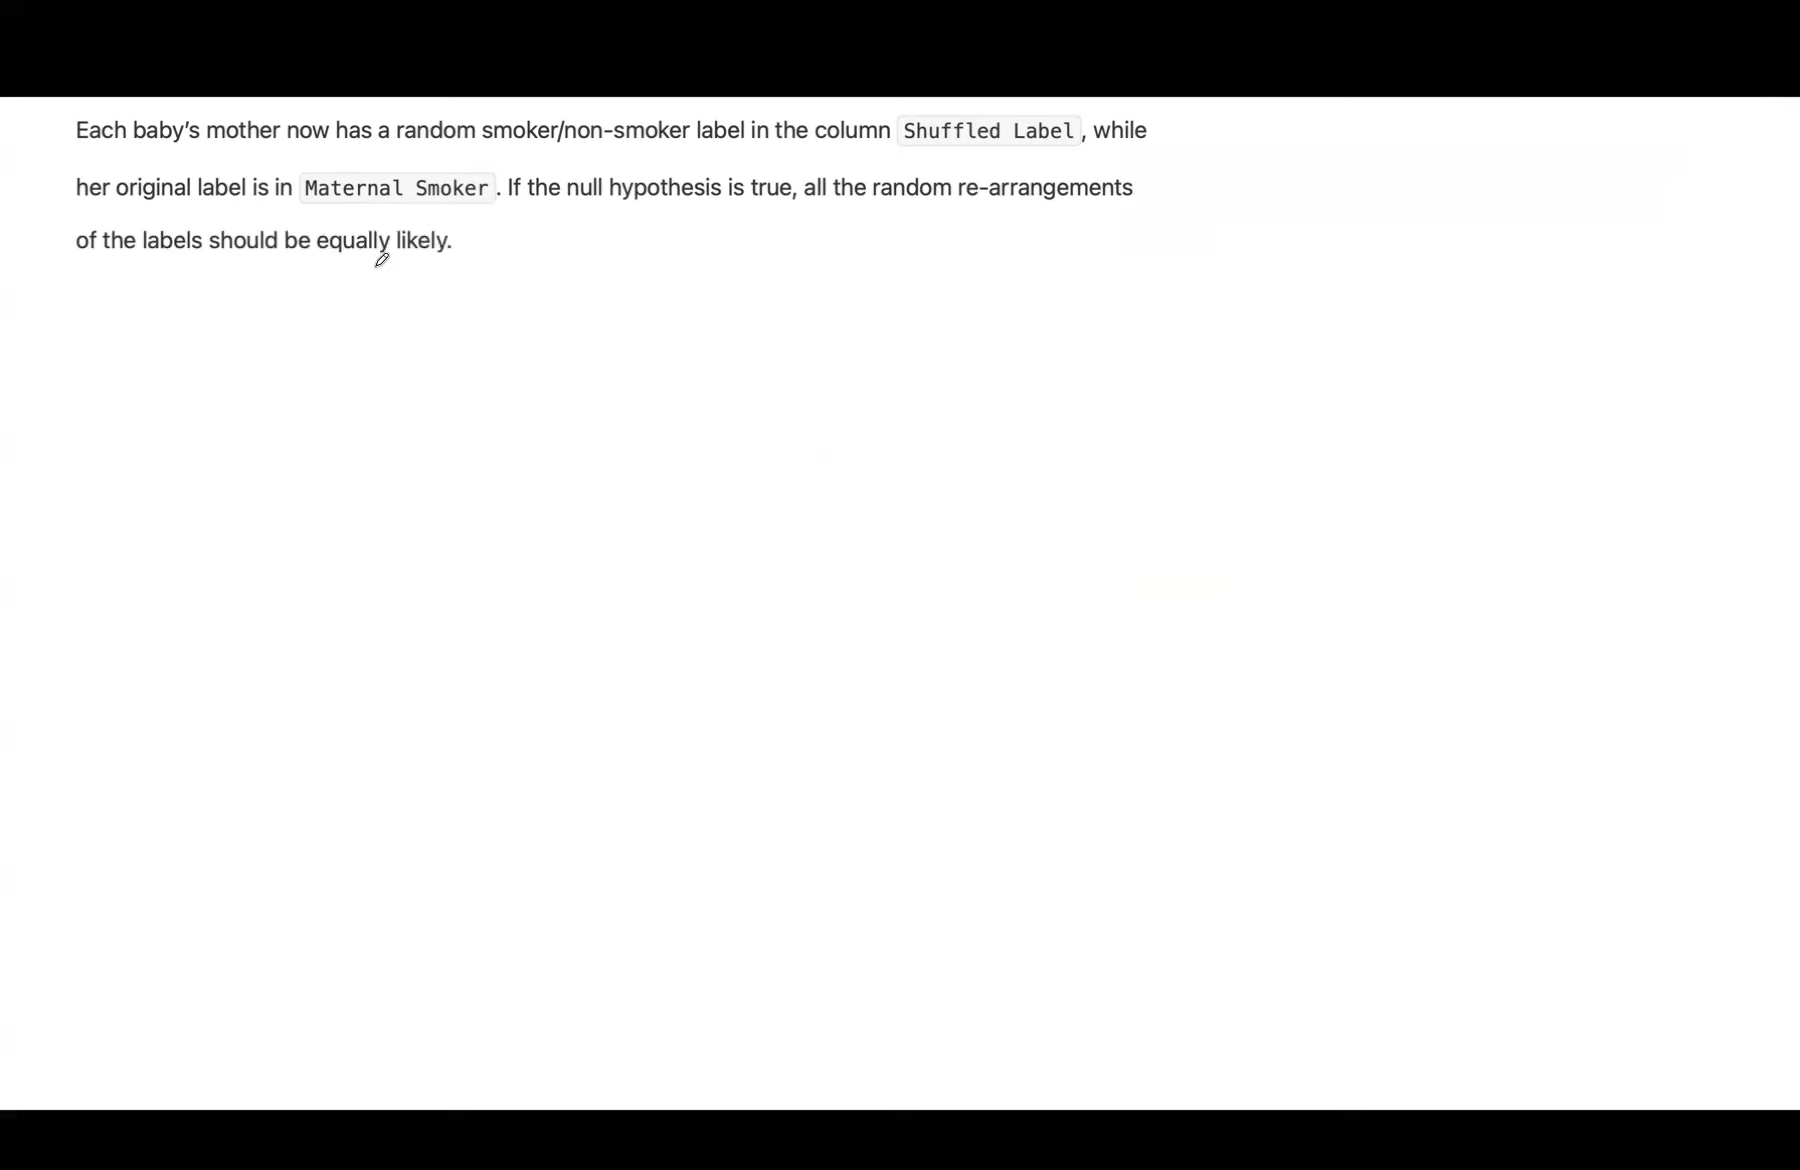 Each baby’s mother now has a random smoker/non-smoker label in the column Shuffled Label, while
her original label is in Maternal Smoker. If the null hypothesis is true, all the random re-arrangements
of the labels should be equally likely.